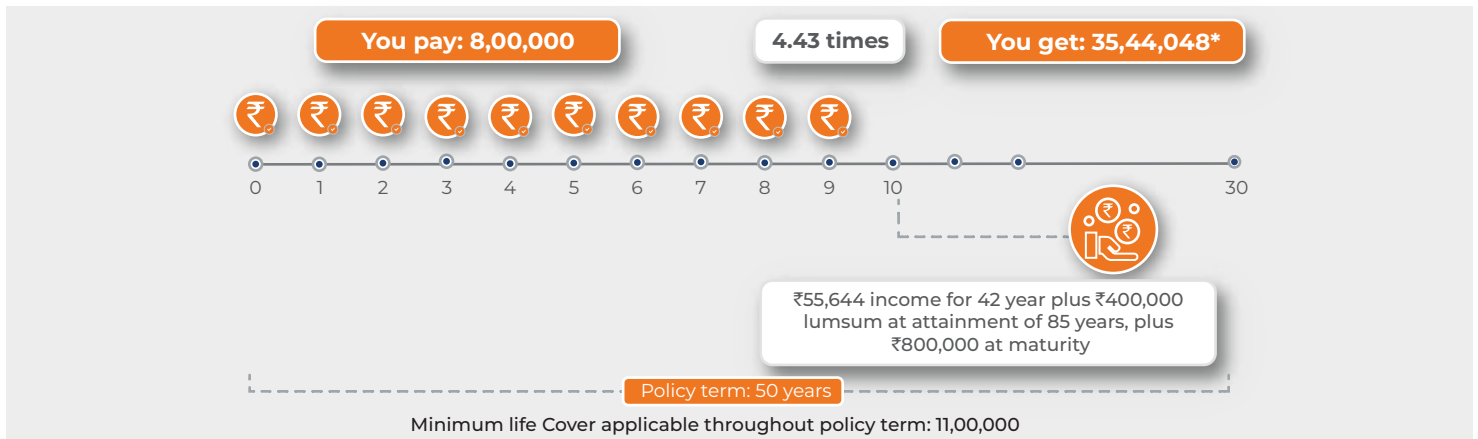 You pay: 8,00,000
4.43 times
You get: 35,44,048*
₹ ₹ ₹ ₹ ₹ ₹ ₹ ₹ ₹ ₹
0 1 2 3 4 5 6 7 8 9 10 30
₹ ₹
₹55,644 income for 42 year plus ₹400,000
lumsum at attainment of 85 years, plus
₹800,000 at maturity
Policy term: 50 years
Minimum life Cover applicable throughout policy term: 11,00,000